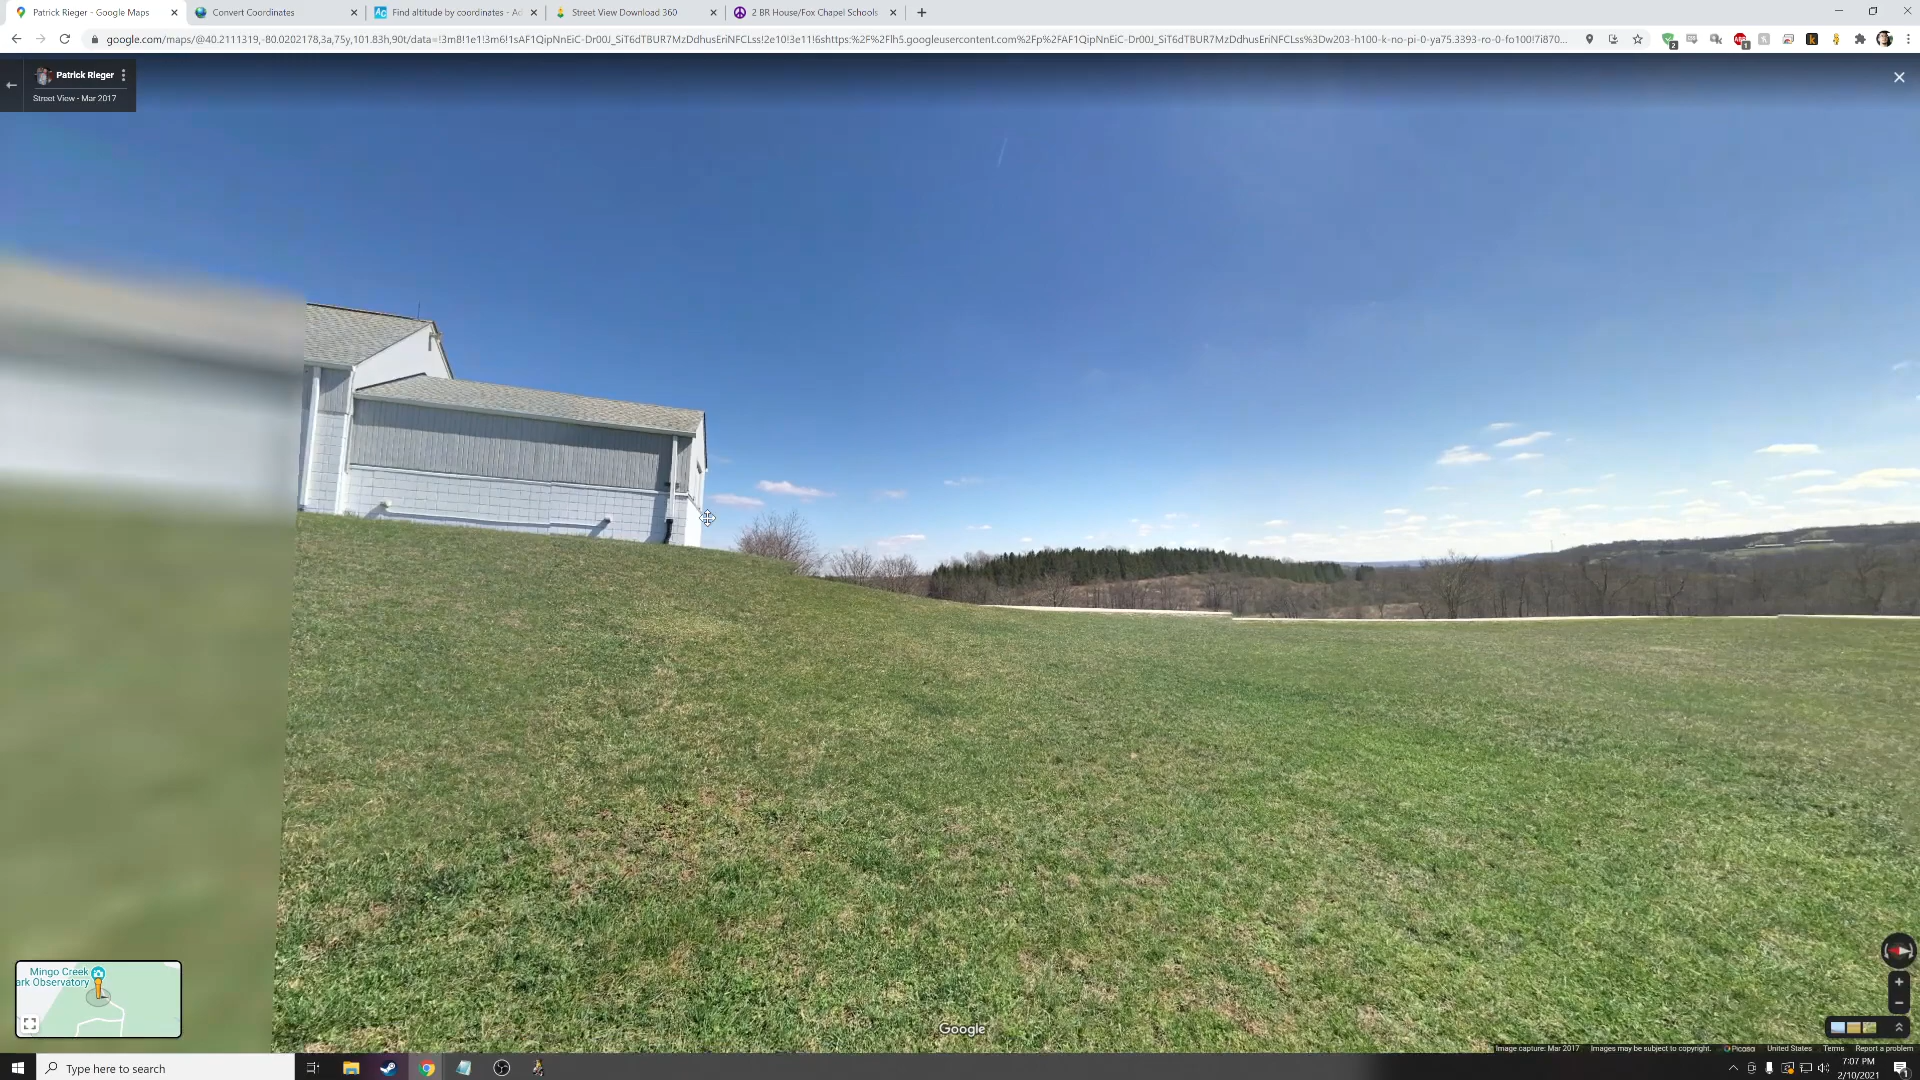 Patrick Rieger - Google Maps
Convert Coordinates
Find altitude by coordinates - Ad
Street View Download 360
2 BR House/Fox Chapel Schools
google.com/maps/@40.2111319,-80.0202178,3a,75y,101.83h,90t/data=!3m8!1e1!3m6!1sAF1QipNnEiC-Dr00J_SiT6dTBUR7MzDdhusEriNFCLss!2e10!3e11!6shttps:%2F%2Flh5.googleusercontent.com%2Fp%2FAF1QipNnEiC-Dr00J_SiT6dTBUR7MzDdhusEriNFCLss%3Dw203-h100-k-no-pi-0-ya75.3393-ro-0-fo100!7i870...
Patrick Rieger
Street View - Mar 2017
Mingo Creek
ark Observatory
Google
Image capture: Mar 2017 Images may be subject to copyright. Picasa United States Terms Report a problem
Type here to search
7:07 PM
2/10/2021